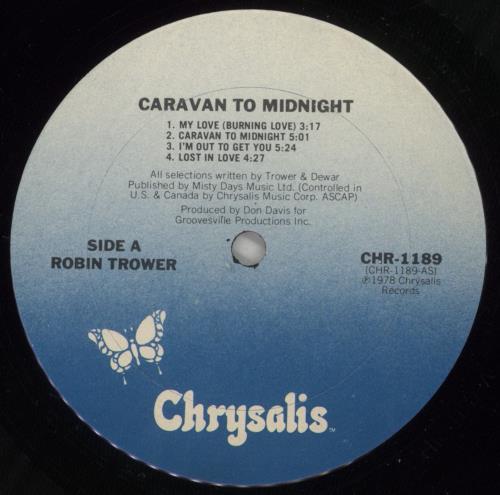 CARAVAN TO MIDNIGHT
1. MY LOVE (BURNING LOVE) 3:17
2. CARAVAN TO MIDNIGHT 5:01
3. I'M OUT TO GET YOU 5:24
4. LOST IN LOVE 4:27
All selections written by Trower & Dewar
Published by Misty Days Music Ltd. (Controlled in
U.S. & Canada by Chrysalis Music Corp. ASCAP)
Produced by Don Davis for
Groovesville Productions Inc.
SIDE A
ROBIN TROWER
CHR-1189
(CHR-1189-AS)
℗1978 Chrysalis
Records
Chrysalis™